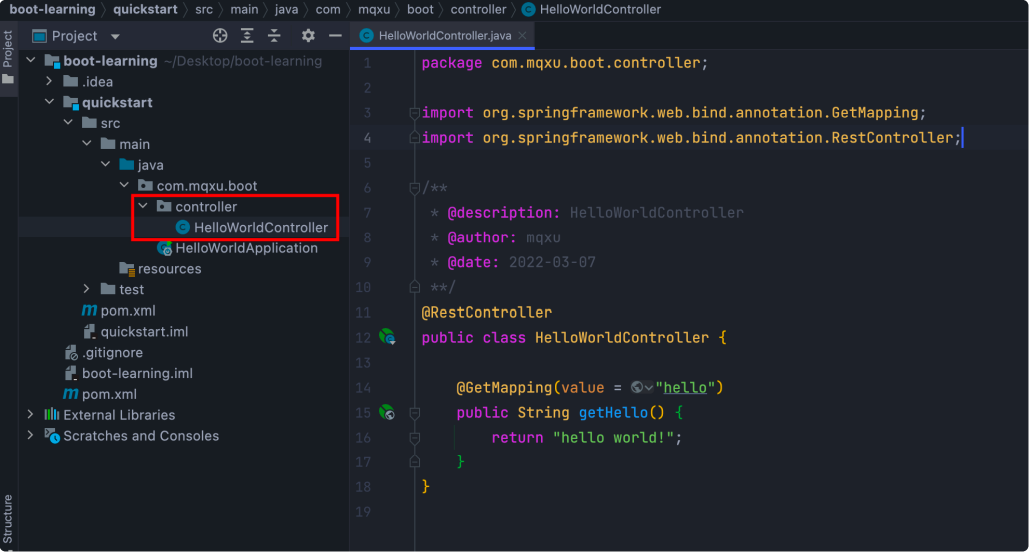 boot-learning > quickstart > src > main > java > com > mqxu > boot > controller > HelloWorldController
Project
Project
boot-learning ~/Desktop/boot-learning
.idea
quickstart
src
main
java
com.mqxu.boot
controller
HelloWorldController
HelloWorldApplication
resources
test
pom.xml
quickstart.iml
.gitignore
boot-learning.iml
pom.xml
External Libraries
Scratches and Consoles
Structure
HelloWorldController.java
1 package com.mqxu.boot.controller;
2
3 import org.springframework.web.bind.annotation.GetMapping;
4 import org.springframework.web.bind.annotation.RestController;
5
6 /**
7 * @description: HelloWorldController
8 * @author: mqxu
9 * @date: 2022-03-07
10 **/
11 @RestController
12 public class HelloWorldController {
13
14 @GetMapping(value = "hello")
15 public String getHello() {
16 return "hello world!";
17 }
18 }
19